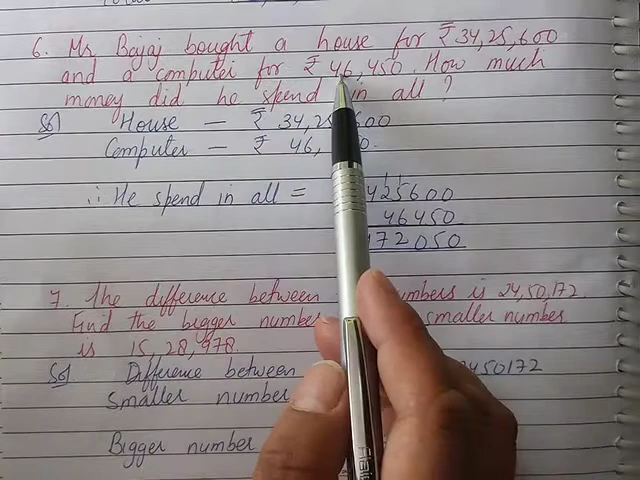 6. Mr Bajaj bought a house for ₹34,25,600
and a computer for ₹ 46,450. How much
money did he spend in all ?
Sol House — ₹ 34,25 600
Computer — ₹ 46, 0.
∴ He spend in all = 425600
46450
172050
7. The difference between umbers is 24,50,172.
Find the bigger number smaller number
is 15,28,978.
Sol Difference between 2450172
Smaller number
Bigger number